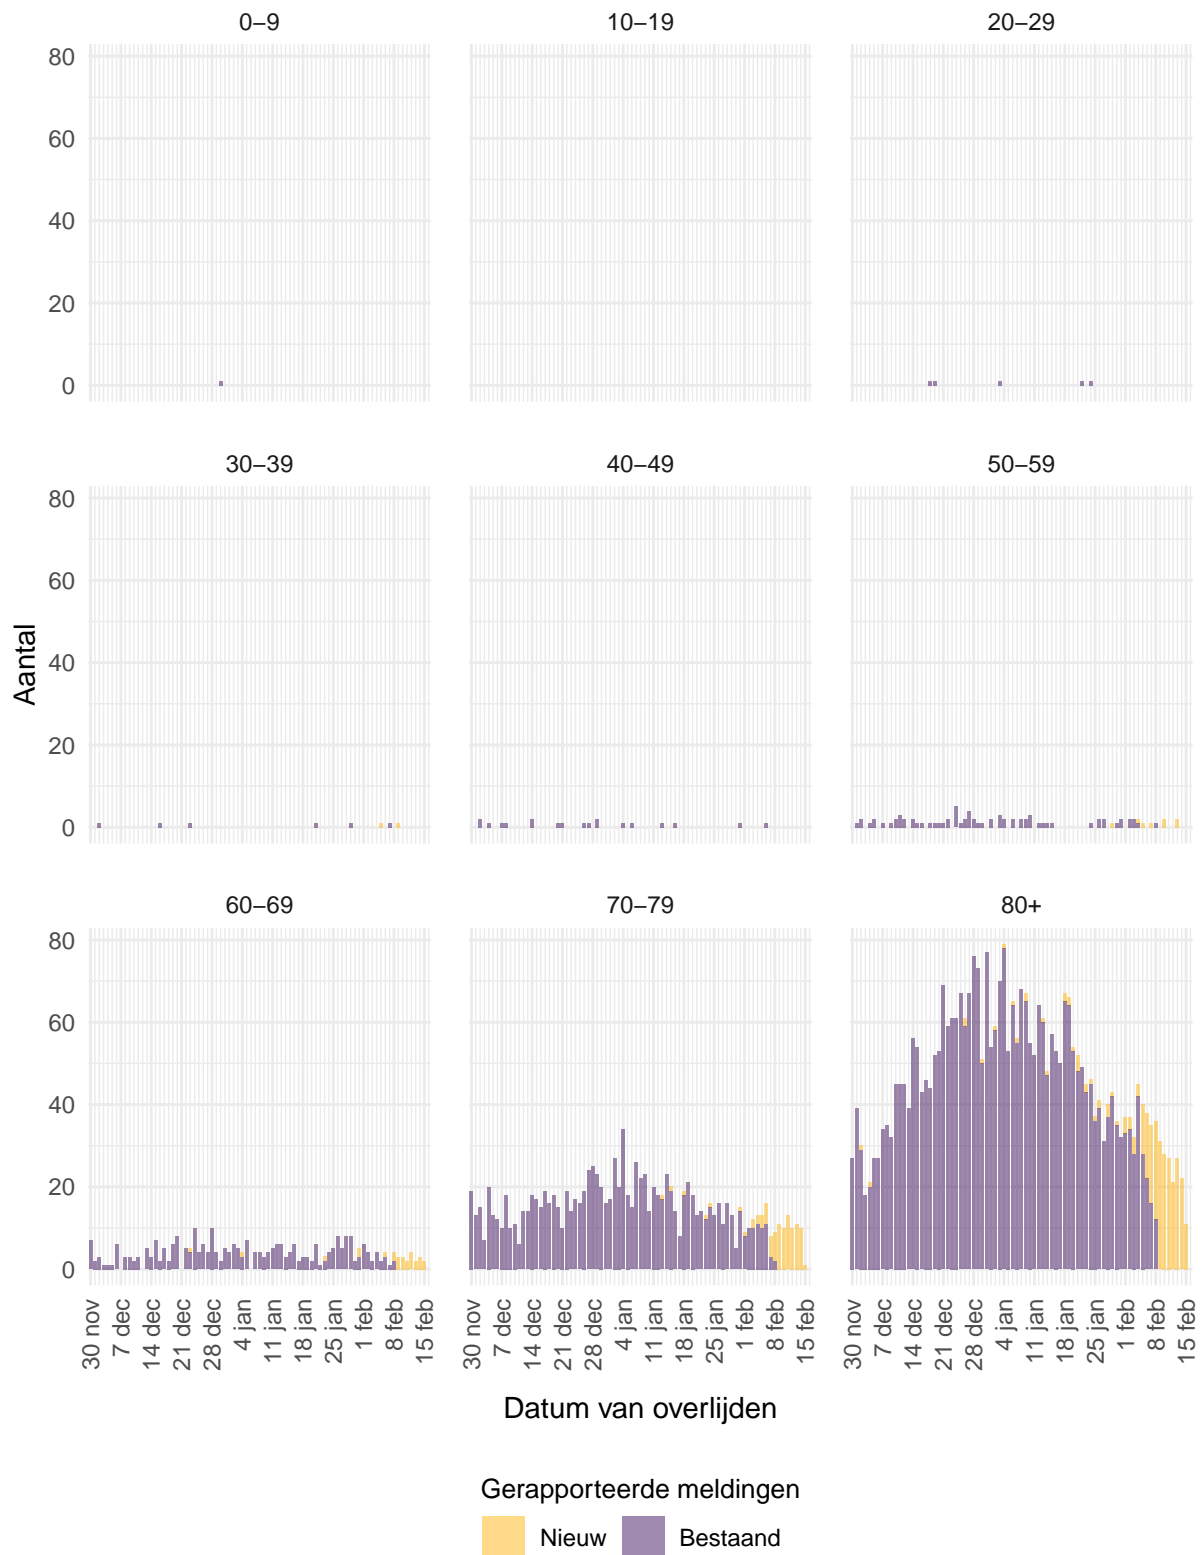 0–9 10–19 20–29
80
60
40
20
0
30–39 40–49 50–59
80
60
40
20
0
Aantal
60–69 70–79 80+
80
60
40
20
0
30 nov 7 dec 14 dec 21 dec 28 dec 4 jan 11 jan 18 jan 25 jan 1 feb 8 feb 15 feb
30 nov 7 dec 14 dec 21 dec 28 dec 4 jan 11 jan 18 jan 25 jan 1 feb 8 feb 15 feb
30 nov 7 dec 14 dec 21 dec 28 dec 4 jan 11 jan 18 jan 25 jan 1 feb 8 feb 15 feb
Datum van overlijden
Gerapporteerde meldingen
Nieuw Bestaand